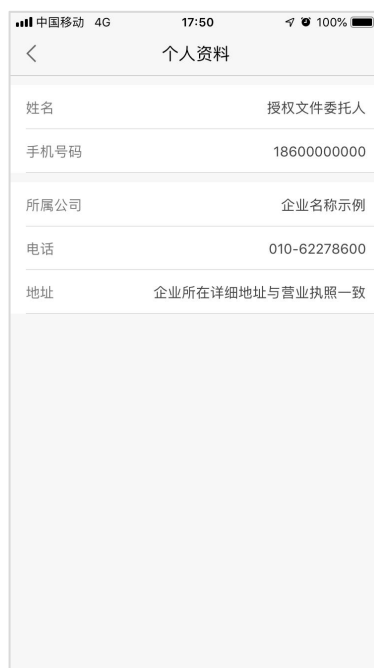 中国移动 4G 17:50 100%
个人资料
姓名 授权文件委托人
手机号码 18600000000
所属公司 企业名称示例
电话 010-62278600
地址 企业所在详细地址与营业执照一致